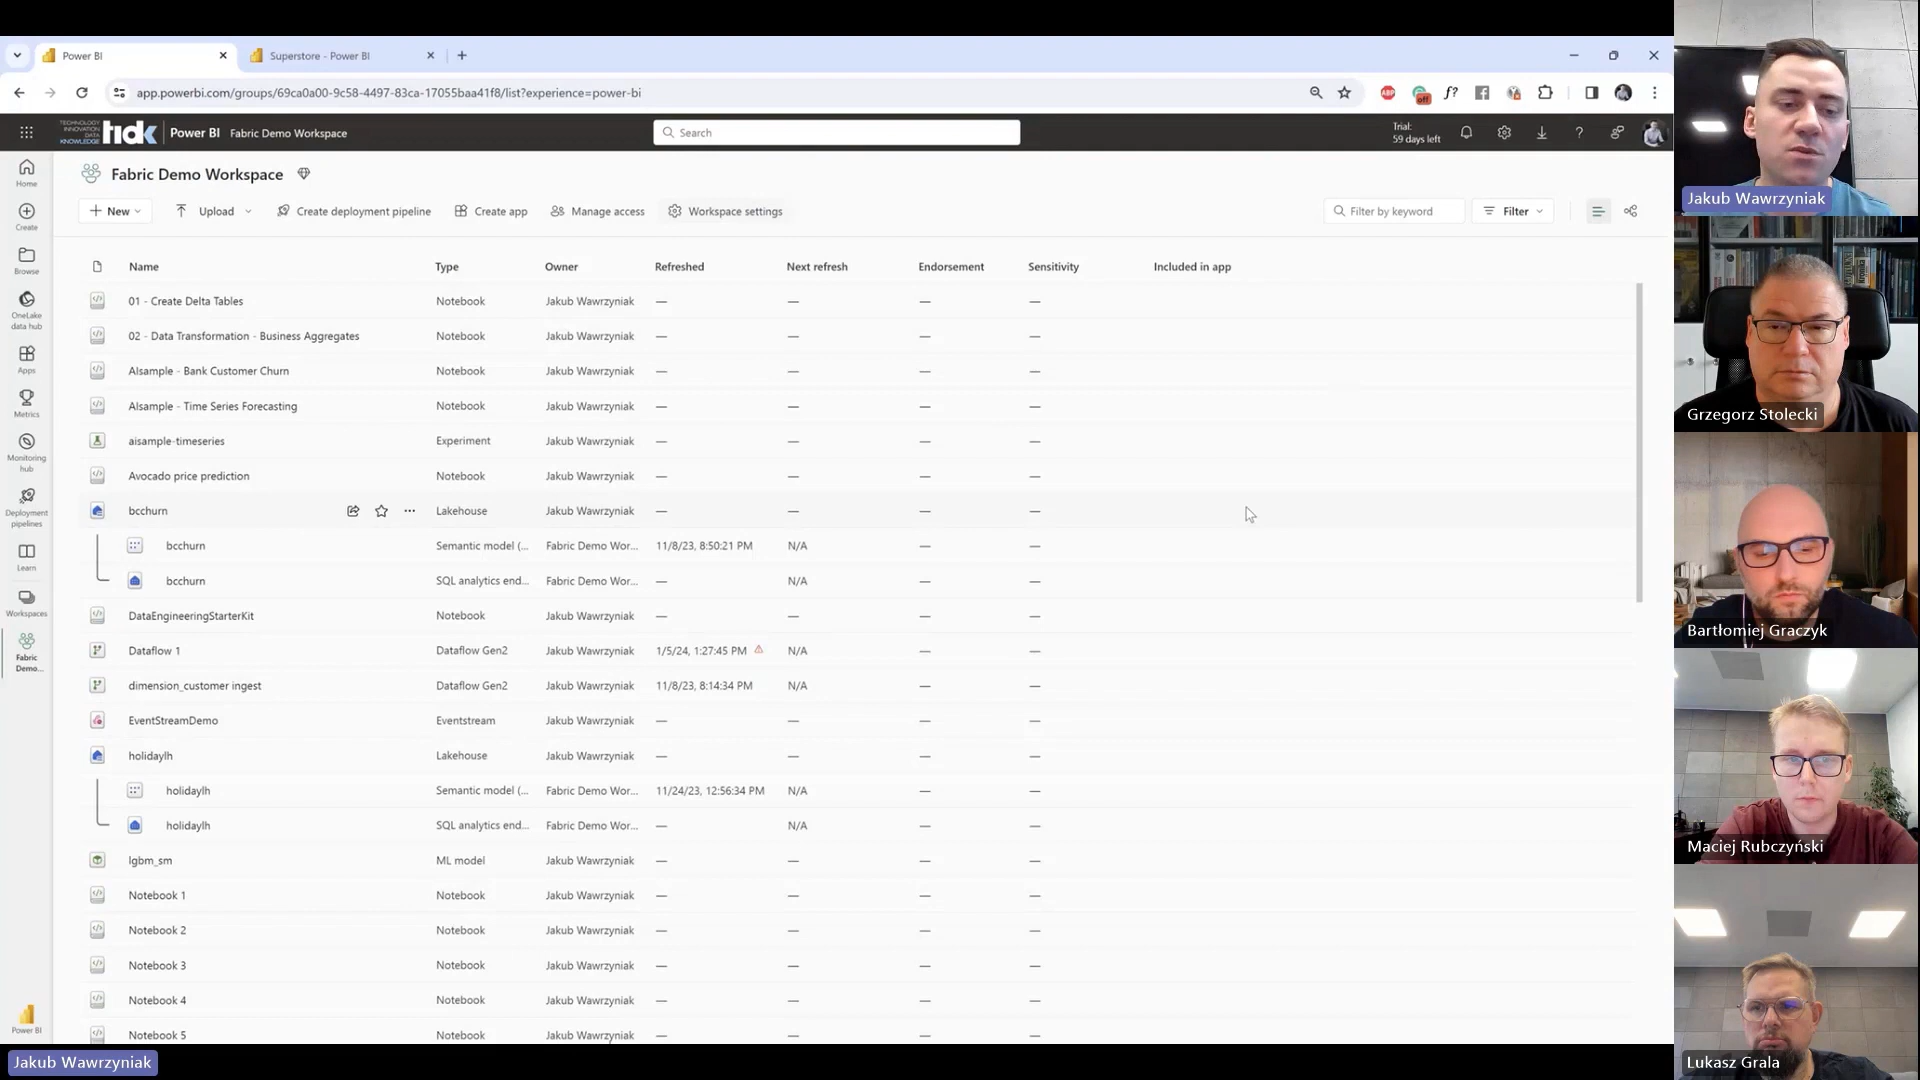 Power BI
Superstore - Power BI
app.powerbi.com/groups/69ca0a00-9c58-4497-83ca-17055baa41f8/list?experience=power-bi
ABP
off
f?
TECHNOLOGY
INNOVATION
DATA
KNOWLEDGE
tidk
Power BI
Fabric Demo Workspace
Search
Trial:
59 days left
Home
Create
Browse
OneLake
data hub
Apps
Metrics
Monitoring
hub
Deployment
pipelines
Learn
Workspaces
Fabric
Demo...
Power BI
Fabric Demo Workspace
New
Upload
Create deployment pipeline
Create app
Manage access
Workspace settings
Filter by keyword
Filter
Name Type Owner Refreshed Next refresh Endorsement Sensitivity Included in app
01 - Create Delta Tables Notebook Jakub Wawrzyniak — — — —
02 - Data Transformation - Business Aggregates Notebook Jakub Wawrzyniak — — — —
AIsample - Bank Customer Churn Notebook Jakub Wawrzyniak — — — —
AIsample - Time Series Forecasting Notebook Jakub Wawrzyniak — — — —
aisample-timeseries Experiment Jakub Wawrzyniak — — — —
Avocado price prediction Notebook Jakub Wawrzyniak — — — —
bcchurn ... Lakehouse Jakub Wawrzyniak — — — —
bcchurn Semantic model (... Fabric Demo Wor... 11/8/23, 8:50:21 PM N/A — —
bcchurn SQL analytics end... Fabric Demo Wor... — N/A — —
DataEngineeringStarterKit Notebook Jakub Wawrzyniak — — — —
Dataflow 1 Dataflow Gen2 Jakub Wawrzyniak 1/5/24, 1:27:45 PM N/A — —
dimension_customer ingest Dataflow Gen2 Jakub Wawrzyniak 11/8/23, 8:14:34 PM N/A — —
EventStreamDemo Eventstream Jakub Wawrzyniak — — — —
holidaylh Lakehouse Jakub Wawrzyniak — — — —
holidaylh Semantic model (... Fabric Demo Wor... 11/24/23, 12:56:34 PM N/A — —
holidaylh SQL analytics end... Fabric Demo Wor... — N/A — —
lgbm_sm ML model Jakub Wawrzyniak — — — —
Notebook 1 Notebook Jakub Wawrzyniak — — — —
Notebook 2 Notebook Jakub Wawrzyniak — — — —
Notebook 3 Notebook Jakub Wawrzyniak — — — —
Notebook 4 Notebook Jakub Wawrzyniak — — — —
Notebook 5 Notebook Jakub Wawrzyniak — — — —
Jakub Wawrzyniak
Jakub Wawrzyniak
Grzegorz Stolecki
Bartłomiej Graczyk
Maciej Rubczyński
Lukasz Grala